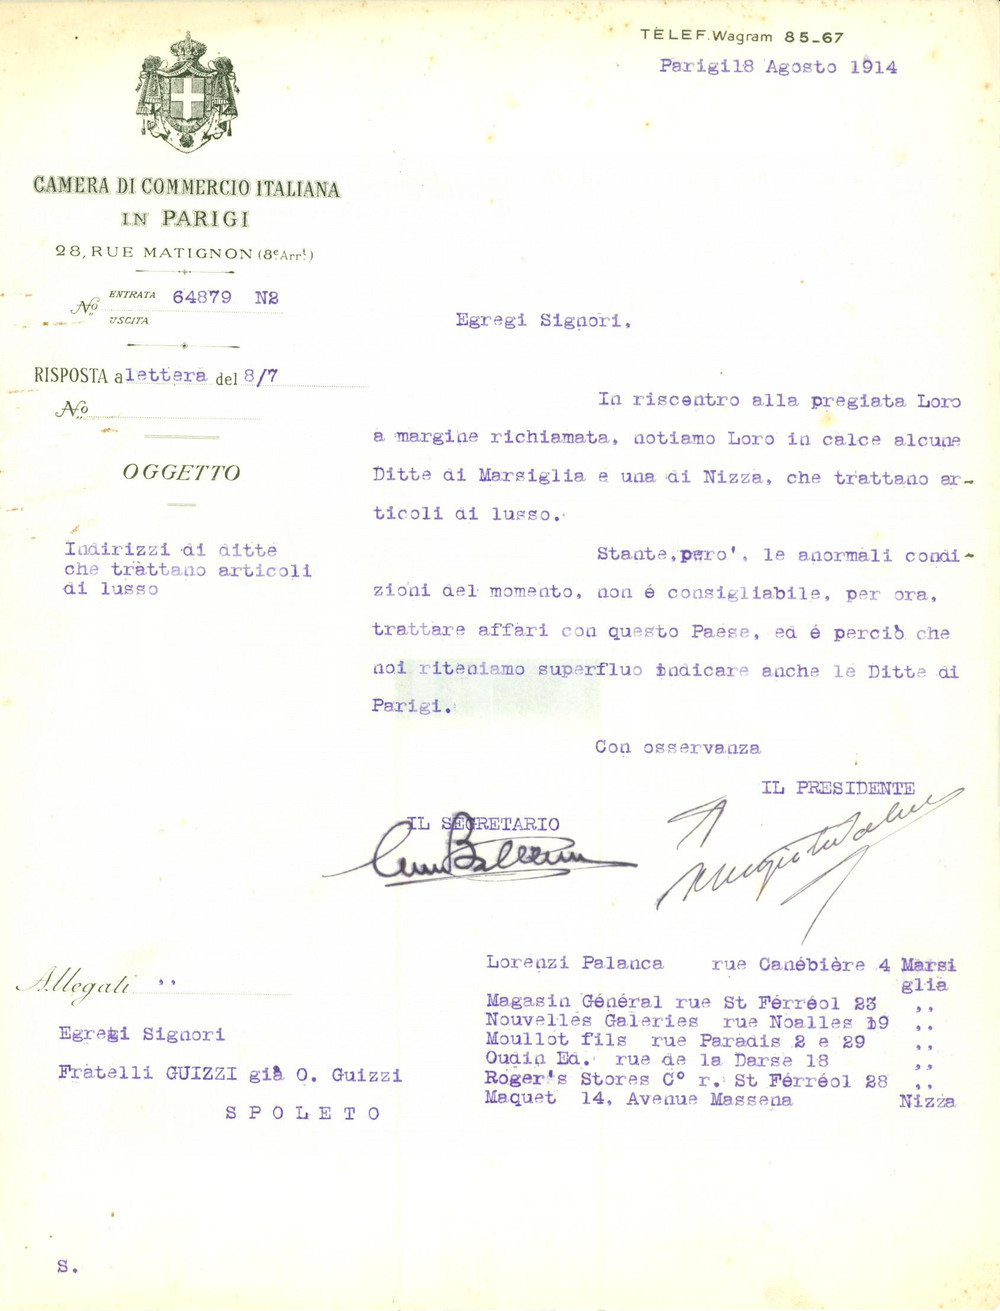 TÈLEF. Wagram 85-67
Parigi18 Agosto 1914
CAMERA DI COMMERCIO ITALIANA
IN PARIGI
28, RUE MATIGNON (8e Arrt)
No ENTRATA 64879 N2
USCITA
RISPOSTA a lettera del 8/7
No
OGGETTO
Indirizzi di ditte
che trattano articoli
di lusso
Egregi Signori,
In riscontro alla pregiata Loro
a margine richiamata, notiamo Loro in calce alcune
Ditte di Marsiglia e una di Nizza, che trattano ar-
ticoli di lusso.
Stante, pero', le anormali condi-
zioni del momento, non é consigliabile, per ora,
trattare affari con questo Paese, ed é perciò che
noi riteniamo superfluo indicare anche le Ditte di
Parigi.
Con osservanza
IL PRESIDENTE
IL SEGRETARIO
Allegati ,,
Egregi Signori
Fratelli GUIZZI già O. Guizzi
SPOLETO
Lorenzi Palanca rue Canébière 4 Marsi
glia
Magasin Général rue St Férréol 23 ,,
Nouvellés Galeries rue Noalles 19 ,,
Moullot fils rue Paradis 2 e 29 ,,
Oudin Ed. rue de la Darse 18 ,,
Roger's Stores C° r. St Férréol 28 ,,
Maquet 14, Avenue Massena Nizza
S.